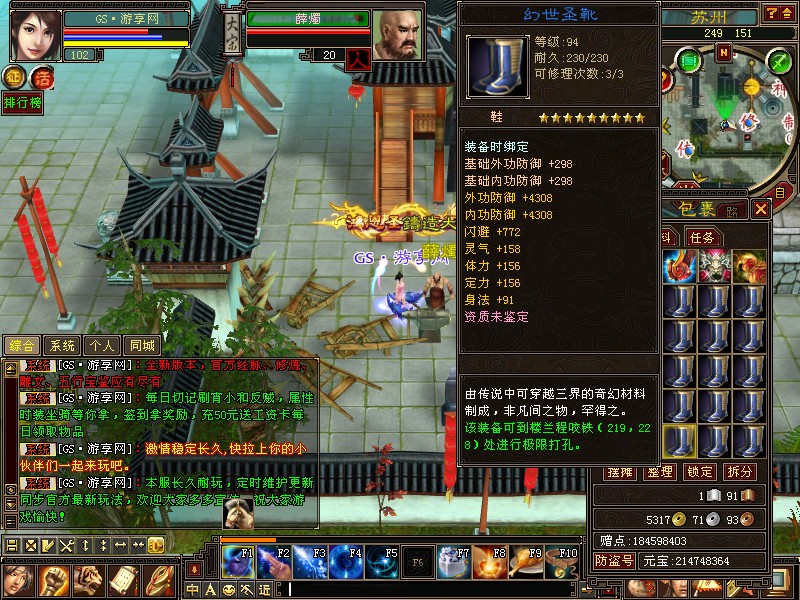 GS·游享网
102
大宗
薛烛
20
征
活
排行榜
苏州
249 151
N
幻世圣靴
等级:94
耐久:230/230
可修理次数:3/3
鞋
装备时绑定
基础外功防御 +298
基础内功防御 +298
外功防御 +4308
内功防御 +4308
闪避 +772
灵气 +158
体力 +156
定力 +156
身法 +91
资质未鉴定
由传说中可穿越三界的奇幻材料
制成，非凡间之物，罕得之。
该装备可到楼兰程咬铁（219，22
8）处进行极限打孔。
包裹
料
任务
GS·游享网
薛烛
综合
系统
个人
同城
系统 [GS·游享网]：全新版本，官方经脉、修炼、
雕文、五行宝鉴应有尽有
系统 [GS·游享网]：每日切记刷宵小和反贼，属性
时装坐骑等你拿，签到拿奖励，充50元送工资卡每
日领取物品
系统 [GS·游享网]：激情稳定长久,快拉上你的小
伙伴们一起来玩吧。
系统 [GS·游享网]：本服长久耐玩，定时维护更新
同步官方最新玩法，欢迎大家多多宣传，祝大家游
戏愉快！
摆摊
整理
锁定
拆分
1 91
5317 71 93
赠点:184598403
防盗号
元宝:214748364
F1
F2
F3
F4
F5
F6
F7
F8
F9
F10
中 A
近